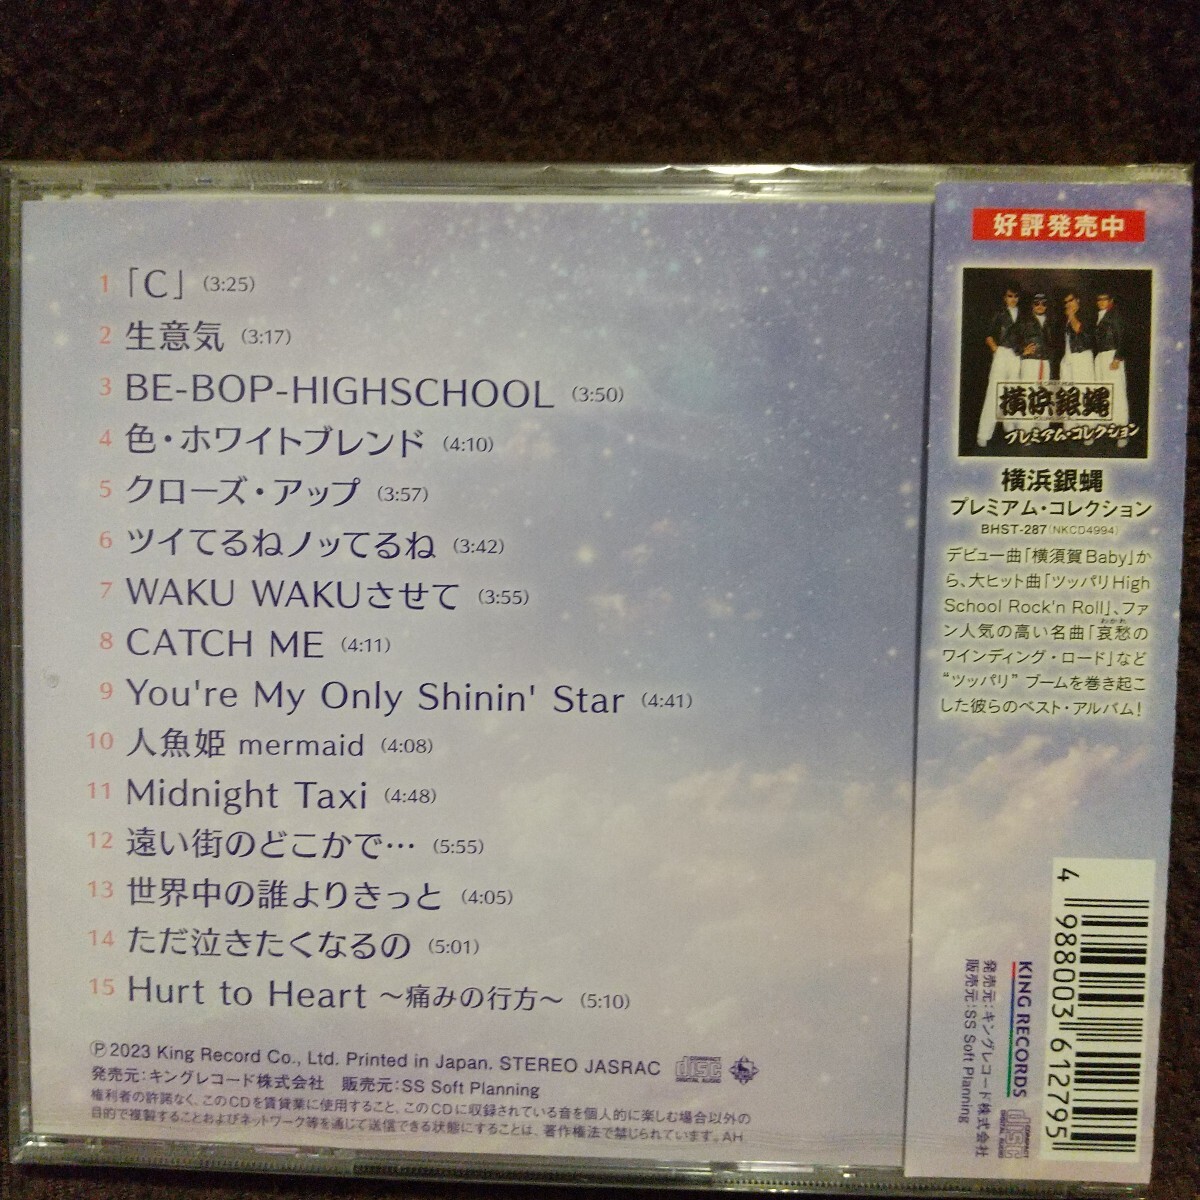 1 「C」 (3:25)
2 生意気 (3:17)
3 BE-BOP-HIGHSCHOOL (3:50)
4 色・ホワイトブレンド (4:10)
5 クローズ・アップ (3:57)
6 ツイてるねノッてるね (3:42)
7 WAKU WAKUさせて (3:55)
8 CATCH ME (4:11)
9 You're My Only Shinin' Star (4:41)
10 人魚姫 mermaid (4:08)
11 Midnight Taxi (4:48)
12 遠い街のどこかで… (5:55)
13 世界中の誰よりきっと (4:05)
14 ただ泣きたくなるの (5:01)
15 Hurt to Heart ～痛みの行方～ (5:10)
Ⓟ2023 King Record Co., Ltd. Printed in Japan. STEREO JASRAC
COMPACT disc DIGITAL AUDIO
発売元：キングレコード株式会社 販売元：SS Soft Planning
権利者の許諾なく、このCDを賃貸業に使用すること、このCDに収録されている音を個人的に楽しむ場合以外の
目的で複製することおよびネットワーク等を通じて送信できる状態にすることは、著作権法で禁じられています。AH
好評発売中
横浜銀蝿
プレミアム・コレクション
横浜銀蝿
プレミアム・コレクション
BHST-287(NKCD4994)
デビュー曲「横須賀Baby」か
ら、大ヒット曲「ツッパリHigh
School Rock'n Roll」、ファ
わかれ
ン人気の高い名曲「哀愁の
ワインディング・ロード」など
“ツッパリ” ブームを巻き起こ
した彼らのベスト・アルバム！
4 988003 612795
KING RECORDS
発売元：キングレコード株式会社
販売元：SS Soft Planning
COMPACT disc DIGITAL AUDIO